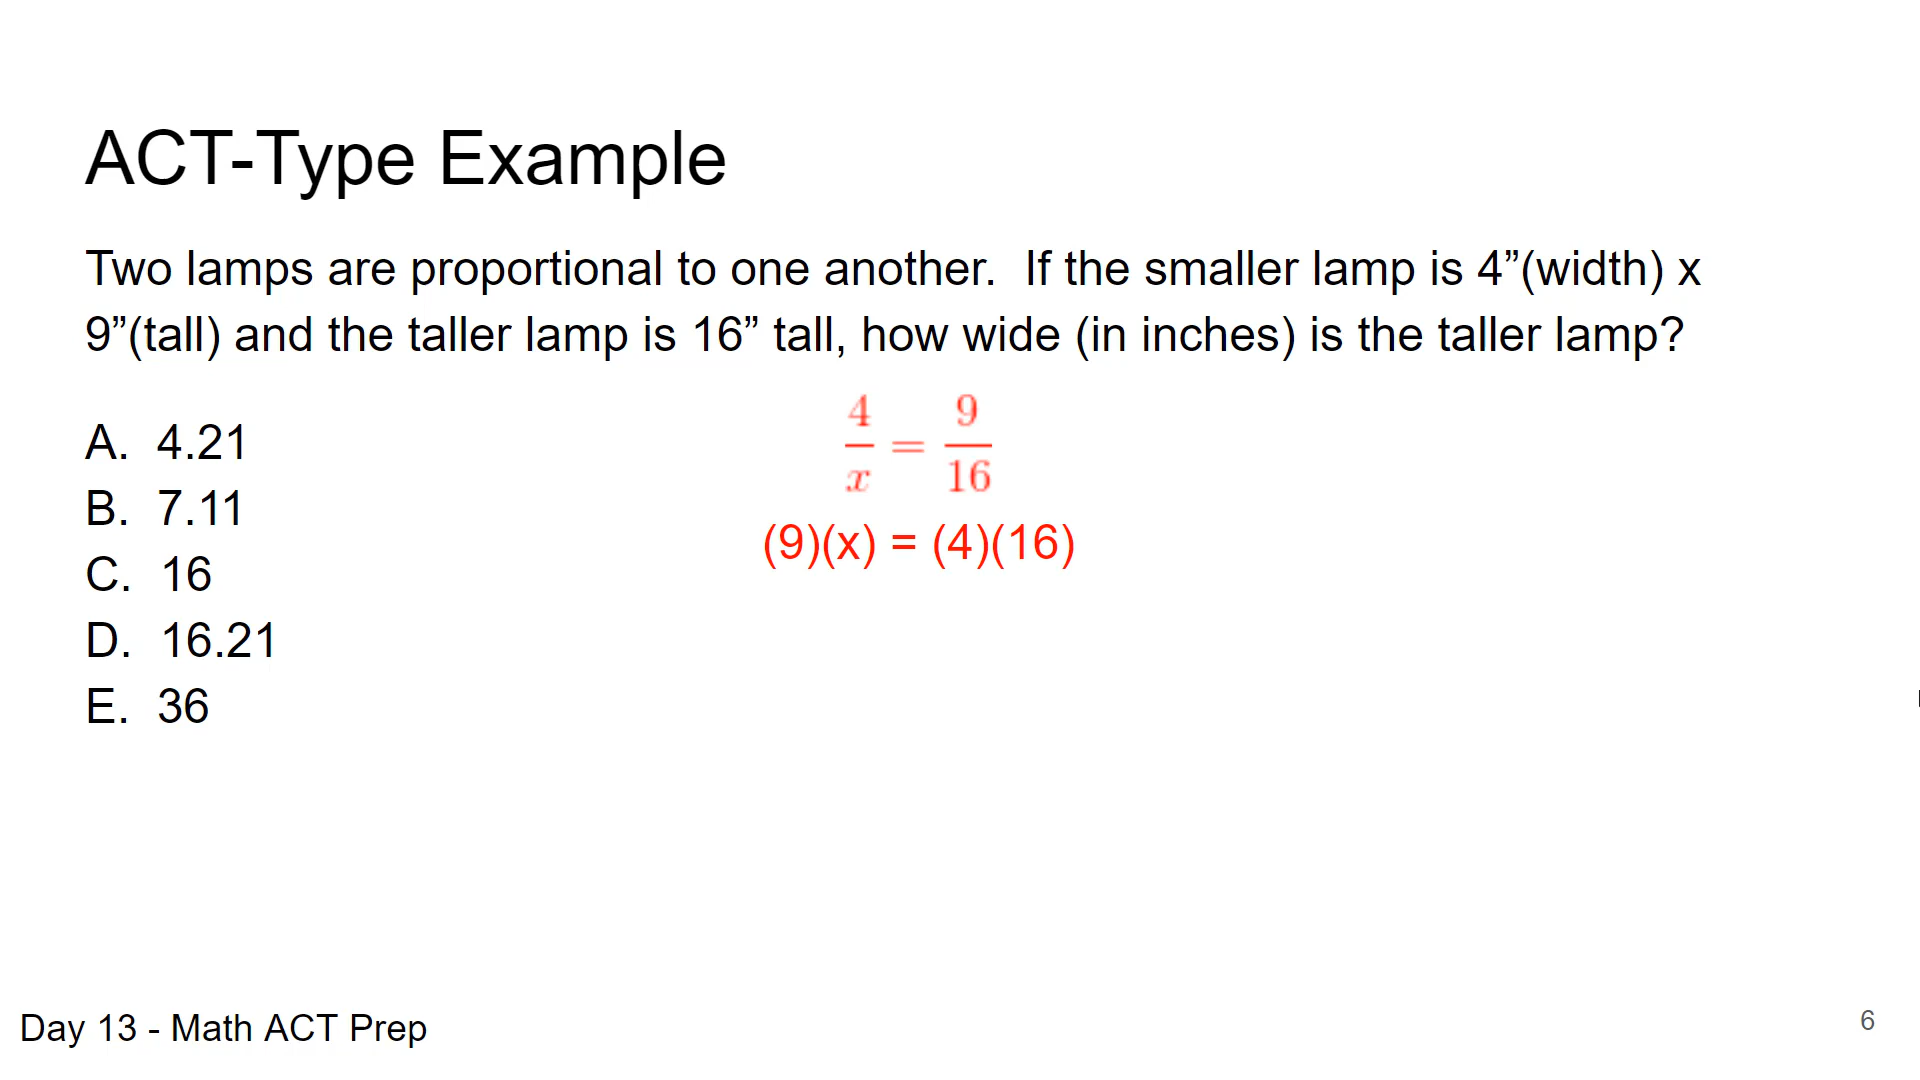 ACT-Type Example
Two lamps are proportional to one another.  If the smaller lamp is 4”(width) x
9”(tall) and the taller lamp is 16” tall, how wide (in inches) is the taller lamp?
A. 4.21
B. 7.11
C. 16
D. 16.21
E. 36
4/x = 9/16
(9)(x) = (4)(16)
Day 13 - Math ACT Prep
6